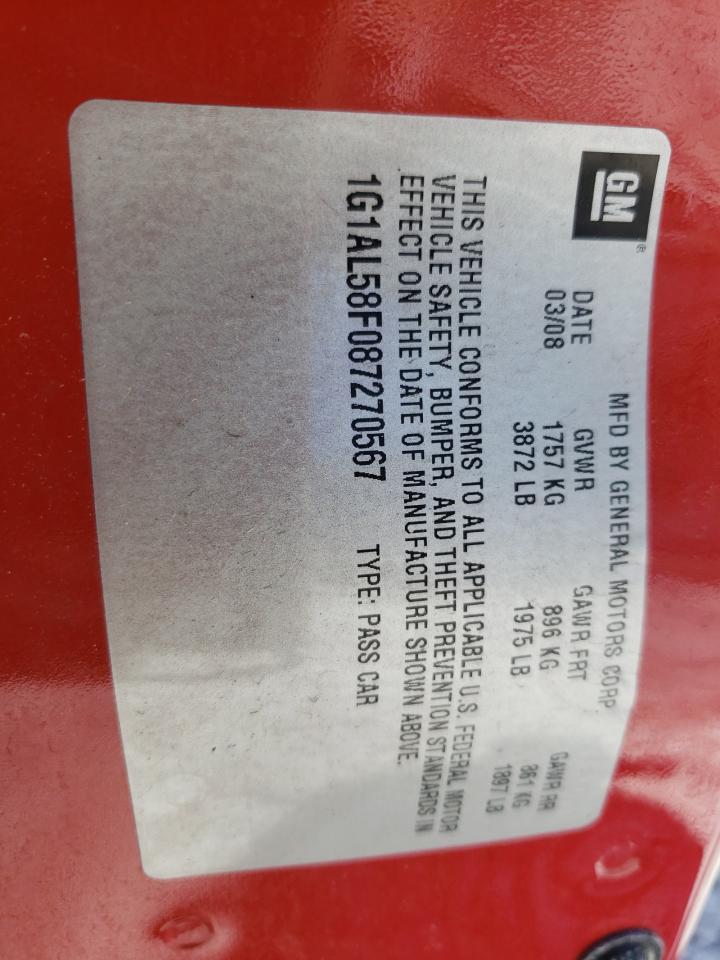 GM®
MFD BY GENERAL MOTORS CORP
DATE GVWR GAWR FRT GAWR RR
03/08 1757 KG 896 KG 861 KG
3872 LB 1975 LB 1897 LB
THIS VEHICLE CONFORMS TO ALL APPLICABLE U.S. FEDERAL MOTOR
VEHICLE SAFETY, BUMPER, AND THEFT PREVENTION STANDARDS IN
EFFECT ON THE DATE OF MANUFACTURE SHOWN ABOVE.
1G1AL58F087270567 TYPE: PASS CAR